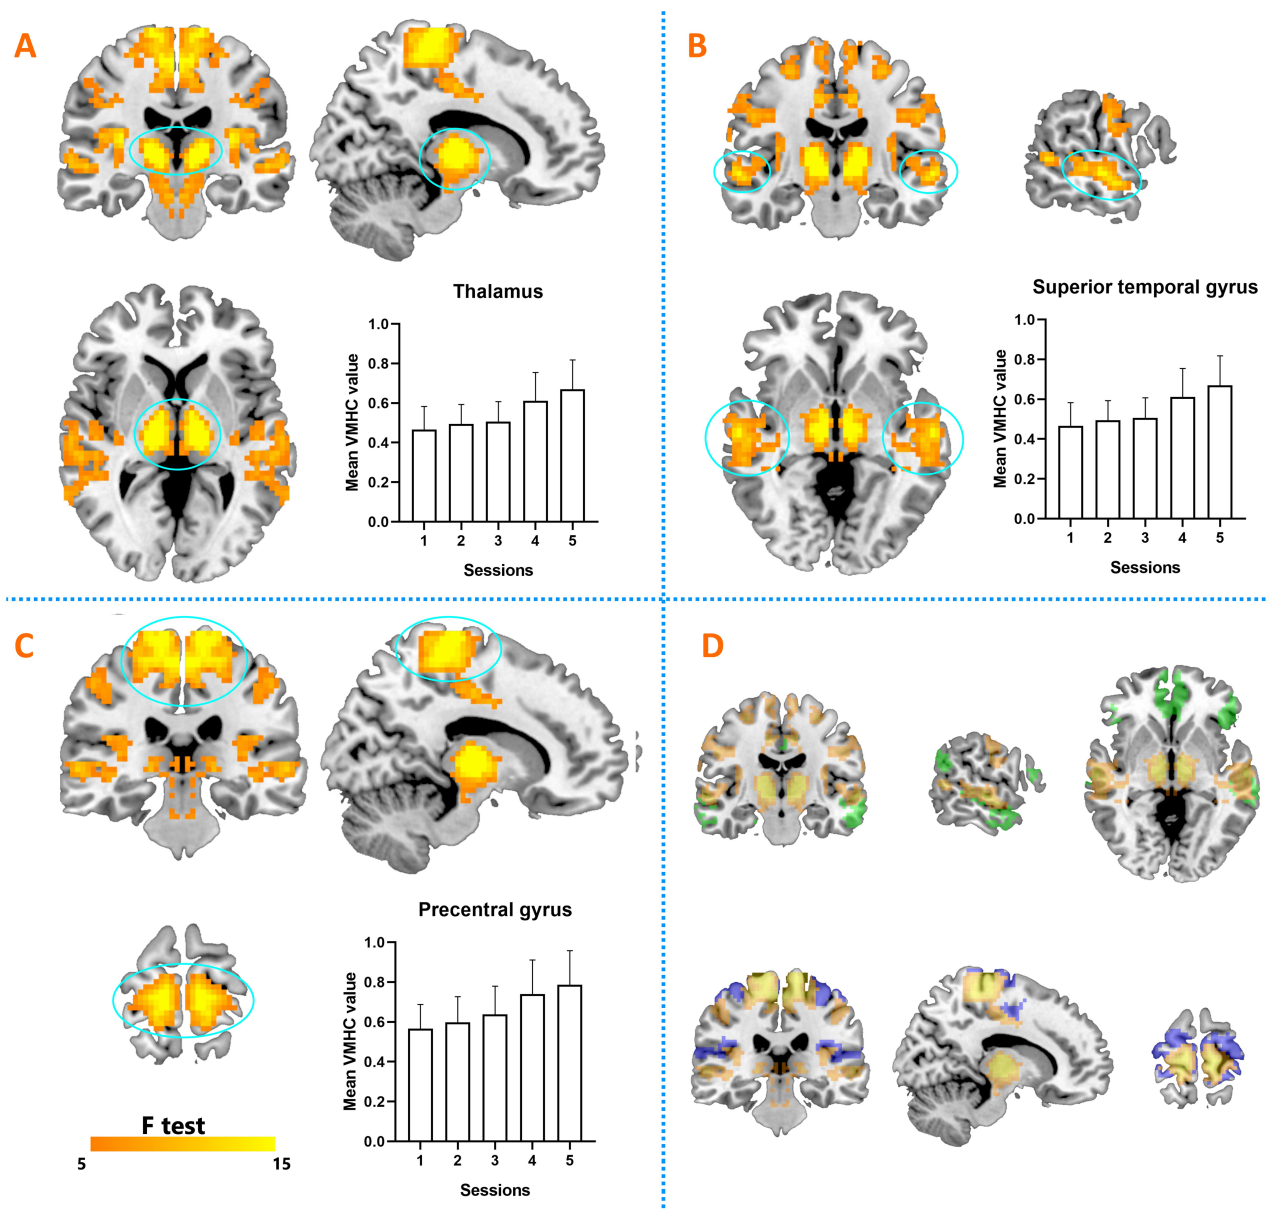 A
B
Thalamus
Mean VMHC value
1.0
0.8
0.6
0.4
0.2
0.0
1 2 3 4 5
Sessions
Superior temporal gyrus
Mean VMHC value
1.0
0.8
0.6
0.4
0.2
0.0
1 2 3 4 5
Sessions
C
D
Precentral gyrus
Mean VMHC value
1.0
0.8
0.6
0.4
0.2
0.0
1 2 3 4 5
Sessions
F test
5 15